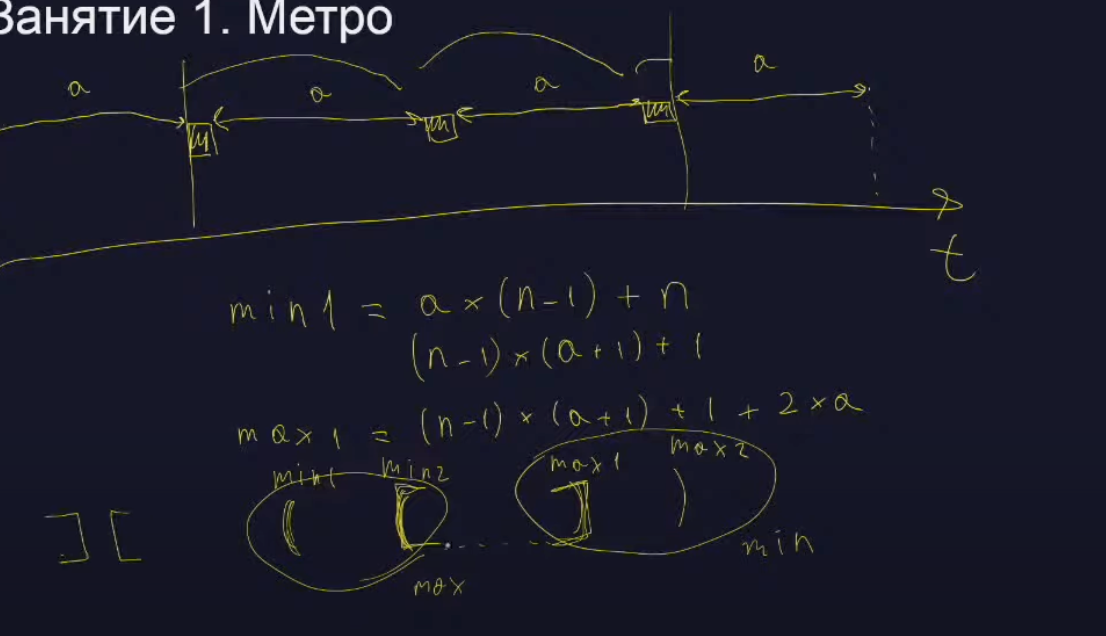 Занятие 1. Метро
a a a a
t
min1 = a × (n-1) + n
(n-1) × (a+1) + 1
max1 = (n-1) × (a+1) + 1 + 2 × a
min1 min2 max1 max2
] [ ( ( ] )
max min